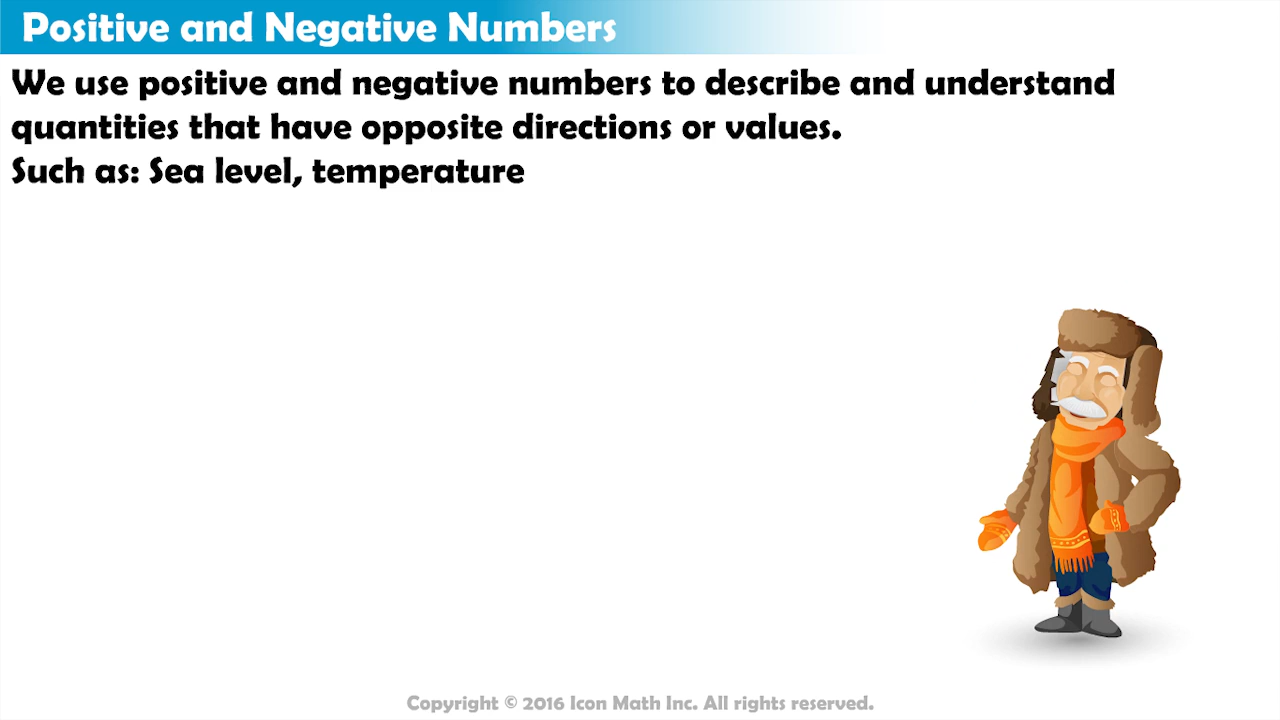 Positive and Negative Numbers
We use positive and negative numbers to describe and understand
quantities that have opposite directions or values.
Such as: Sea level, temperature
Copyright © 2016 Icon Math Inc. All rights reserved.